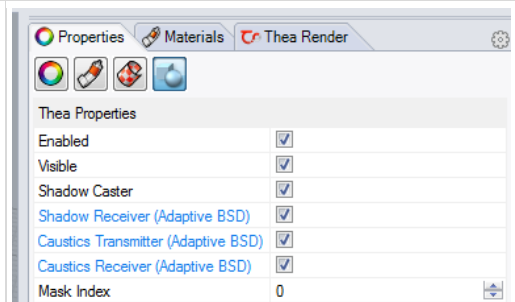 Properties Materials Thea Render
Thea Properties
Enabled
Visible
Shadow Caster
Shadow Receiver (Adaptive BSD)
Caustics Transmitter (Adaptive BSD)
Caustics Receiver (Adaptive BSD)
Mask Index 0